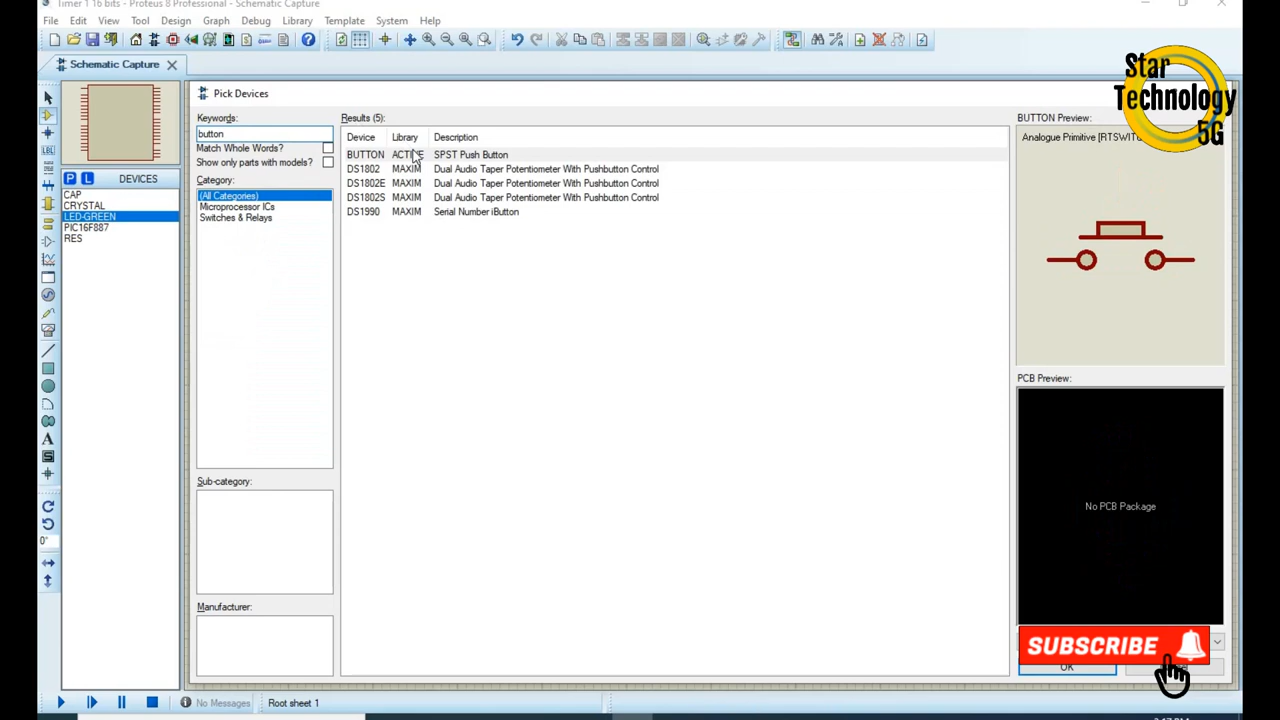 Timer 1 16 bits - Proteus 8 Professional - Schematic Capture
File Edit View Tool Design Graph Debug Library Template System Help
Schematic Capture
Star
Technology
5G
Pick Devices
Keywords:
button
Match Whole Words?
Show only parts with models?
Category:
(All Categories)
Microprocessor ICs
Switches & Relays
Sub-category:
Manufacturer:
Results (5):
Device Library Description
BUTTON ACTIVE SPST Push Button
DS1802 MAXIM Dual Audio Taper Potentiometer With Pushbutton Control
DS1802E MAXIM Dual Audio Taper Potentiometer With Pushbutton Control
DS1802S MAXIM Dual Audio Taper Potentiometer With Pushbutton Control
DS1990 MAXIM Serial Number iButton
BUTTON Preview:
Analogue Primitive [RTSWITC
PCB Preview:
No PCB Package
SUBSCRIBE
OK
P L DEVICES
CAP
CRYSTAL
LED-GREEN
PIC16F887
RES
LBL
A
S
0°
No Messages
Root sheet 1